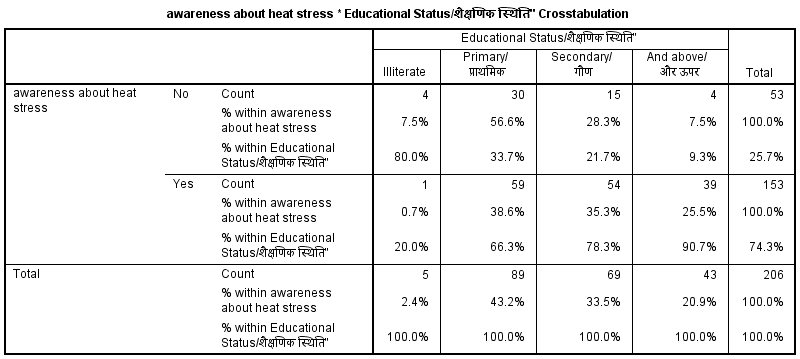 awareness about heat stress * Educational Status/शैक्षणिक स्थिति" Crosstabulation
Educational Status/शैक्षणिक स्थिति"
Illiterate Primary/ प्राथमिक Secondary/ गौण And above/ और ऊपर Total
awareness about heat stress No Count 4 30 15 4 53
% within awareness about heat stress 7.5% 56.6% 28.3% 7.5% 100.0%
% within Educational Status/शैक्षणिक स्थिति" 80.0% 33.7% 21.7% 9.3% 25.7%
Yes Count 1 59 54 39 153
% within awareness about heat stress 0.7% 38.6% 35.3% 25.5% 100.0%
% within Educational Status/शैक्षणिक स्थिति" 20.0% 66.3% 78.3% 90.7% 74.3%
Total Count 5 89 69 43 206
% within awareness about heat stress 2.4% 43.2% 33.5% 20.9% 100.0%
% within Educational Status/शैक्षणिक स्थिति" 100.0% 100.0% 100.0% 100.0% 100.0%